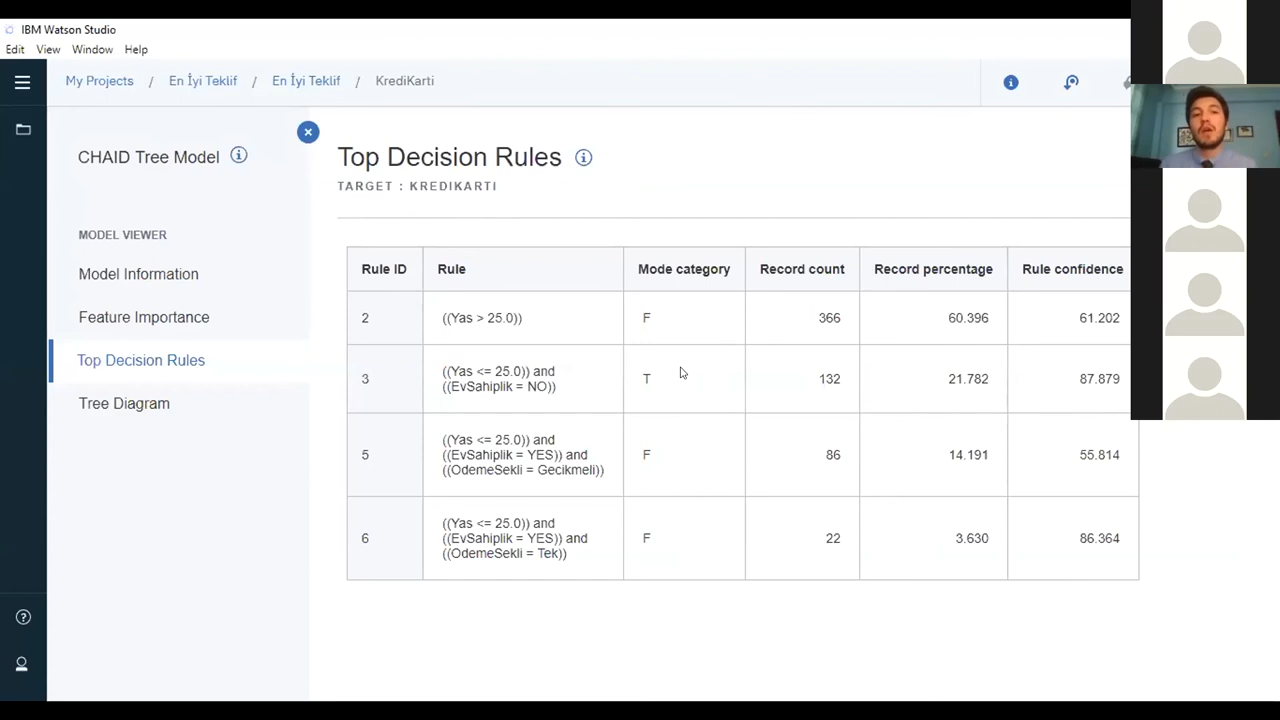 IBM Watson Studio
Edit View Window Help
My Projects / En İyi Teklif / En İyi Teklif / KrediKarti
CHAID Tree Model
MODEL VIEWER
Model Information
Feature Importance
Top Decision Rules
Tree Diagram
Top Decision Rules
TARGET : KREDIKARTI
Rule ID Rule Mode category Record count Record percentage Rule confidence
2 ((Yas > 25.0)) F 366 60.396 61.202
3 ((Yas <= 25.0)) and
((EvSahiplik = NO)) T 132 21.782 87.879
5 ((Yas <= 25.0)) and
((EvSahiplik = YES)) and
((OdemeSekli = Gecikmeli)) F 86 14.191 55.814
6 ((Yas <= 25.0)) and
((EvSahiplik = YES)) and
((OdemeSekli = Tek)) F 22 3.630 86.364